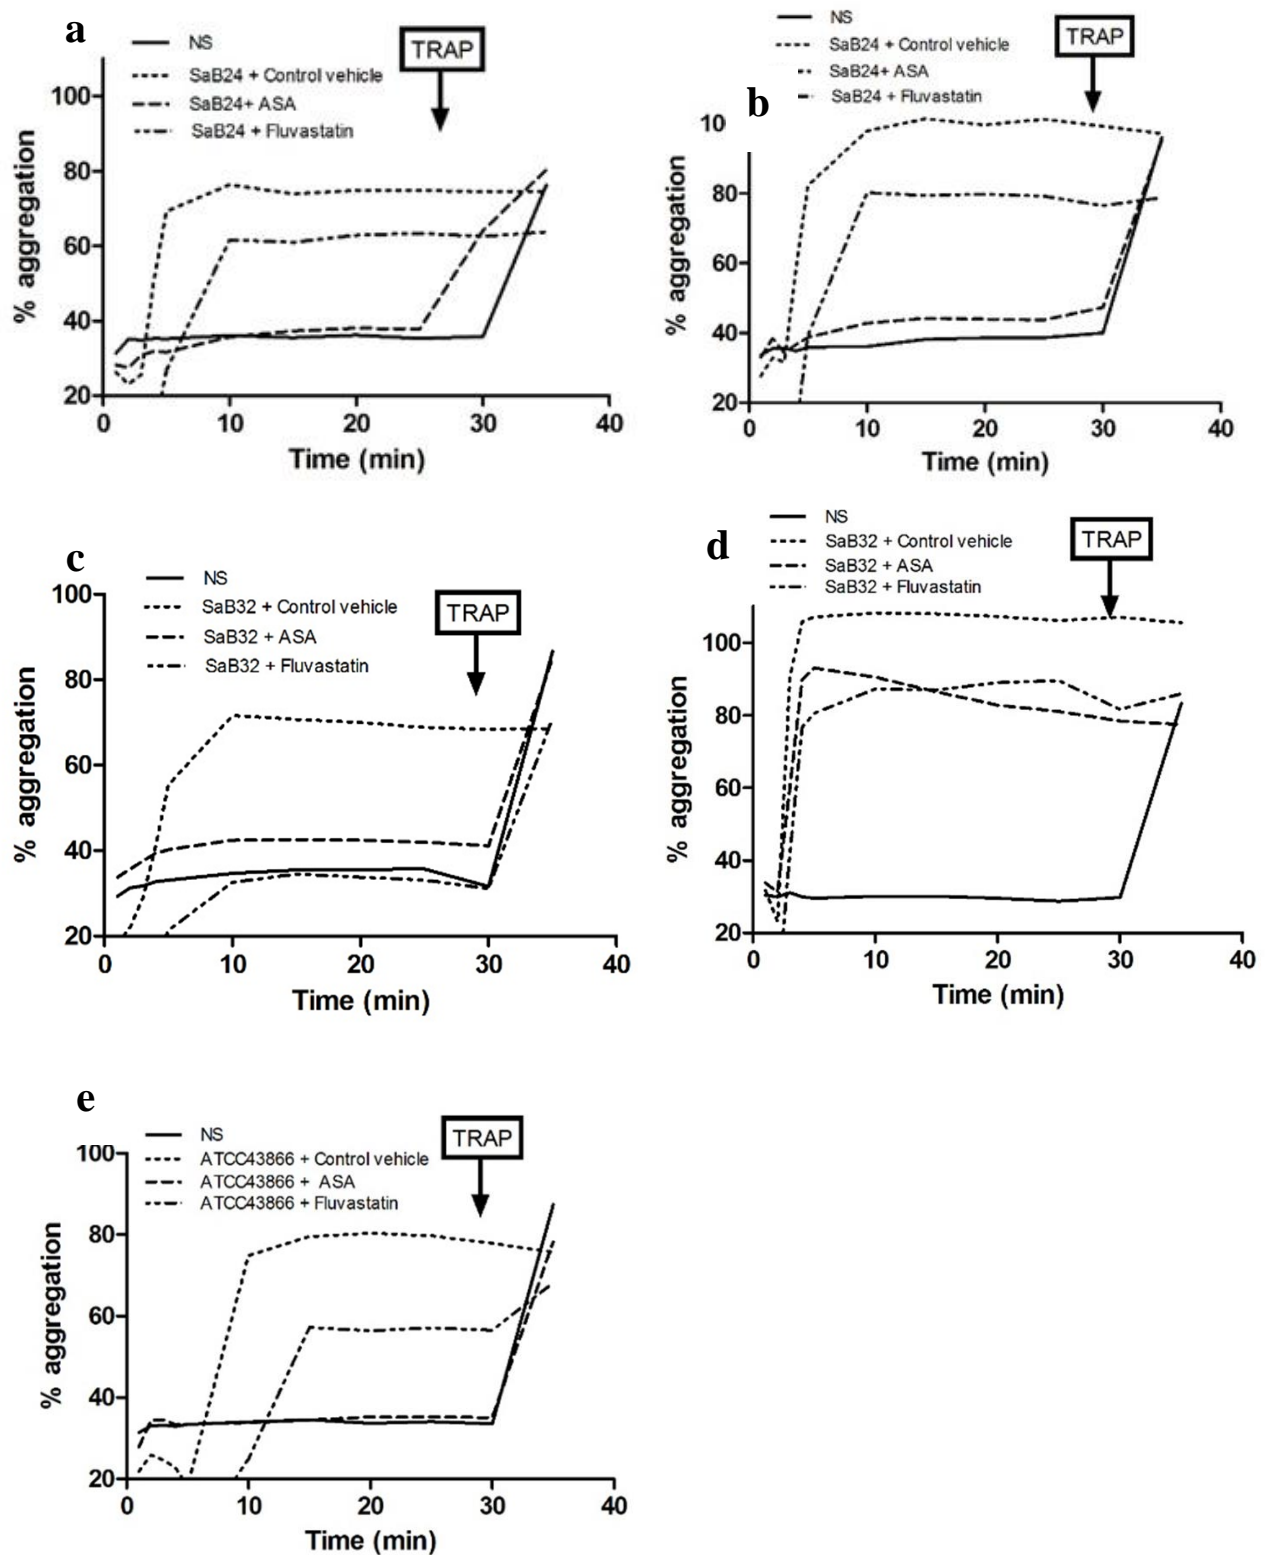 a
NS
SaB24 + Control vehicle
SaB24+ ASA
SaB24 + Fluvastatin
TRAP
100
80
60
40
20
% aggregation
0 10 20 30 40
Time (min)
b
NS
SaB24 + Control vehicle
SaB24+ ASA
SaB24 + Fluvastatin
TRAP
10
80
60
40
20
% aggregation
0 10 20 30 40
Time (min)
c
NS
SaB32 + Control vehicle
SaB32 + ASA
SaB32 + Fluvastatin
TRAP
100
80
60
40
20
% aggregation
0 10 20 30 40
Time (min)
d
NS
SaB32 + Control vehicle
SaB32 + ASA
SaB32 + Fluvastatin
TRAP
100
80
60
40
20
% aggregation
0 10 20 30 40
Time (min)
e
NS
ATCC43866 + Control vehicle
ATCC43866 + ASA
ATCC43866 + Fluvastatin
TRAP
100
80
60
40
20
% aggregation
0 10 20 30 40
Time (min)